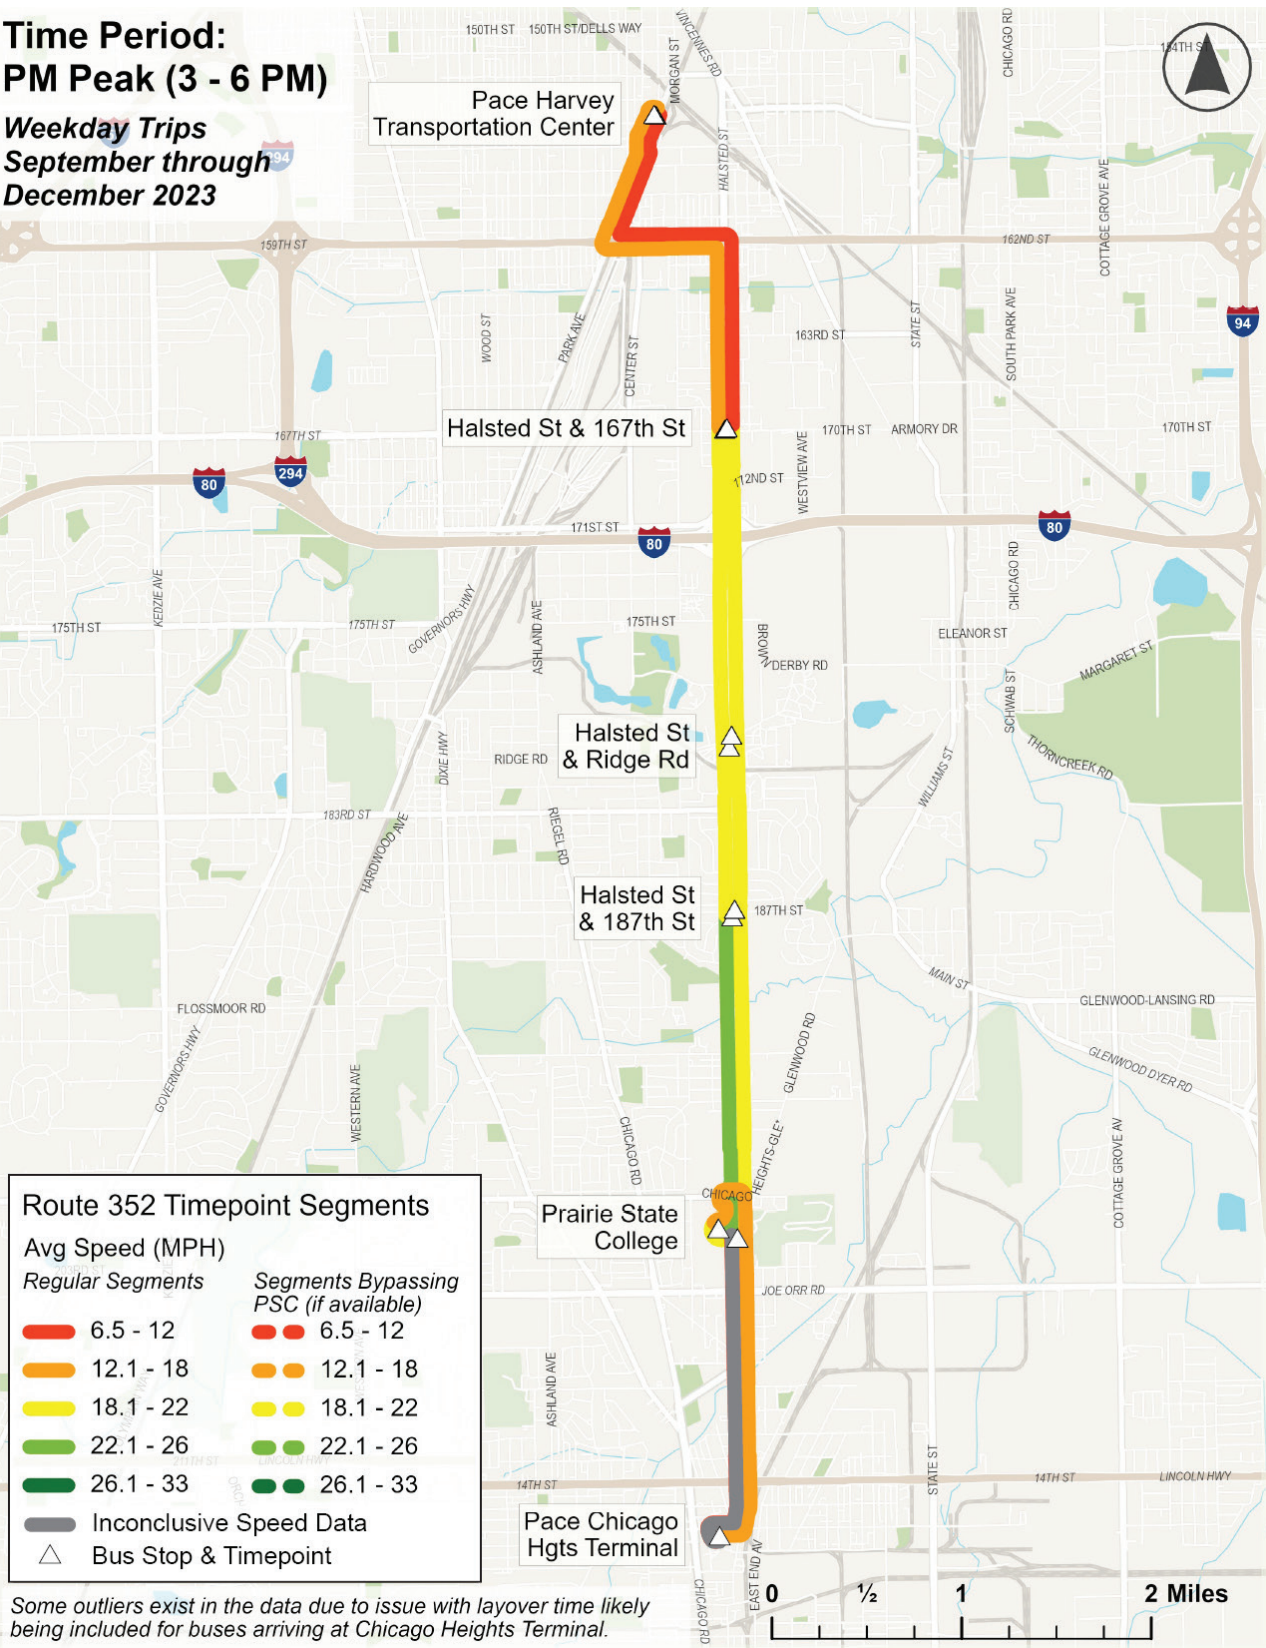 Time Period:
PM Peak (3 - 6 PM)
Weekday Trips
September through
December 2023
150TH ST
150TH ST/DELLS WAY
MORGAN ST
VINCENNES RD
CHICAGO RD
154TH ST
294
Pace Harvey
Transportation Center
HALSTED ST
COTTAGE GROVE AVE
159TH ST
162ND ST
WOOD ST
PARK AVE
CENTER ST
163RD ST
STATE ST
SOUTH PARK AVE
94
Halsted St & 167th St
167TH ST
170TH ST
ARMORY DR
170TH ST
80
294
172ND ST
WESTVIEW AVE
171ST ST
80
80
KEDZIE AVE
GOVERNORS HWY
ASHLAND AVE
CHICAGO RD
175TH ST
175TH ST
175TH ST
BROWN
DERBY RD
ELEANOR ST
MARGARET ST
SCHWAB ST
Halsted St
& Ridge Rd
RIDGE RD
DIXIE HWY
THORNCREEK RD
WILLIAMS ST
183RD ST
HARDWOOD AVE
RIEGEL RD
Halsted St
& 187th St
187TH ST
MAIN ST
FLOSSMOOR RD
GLENWOOD-LANSING RD
GOVERNORS HWY
WESTERN AVE
GLENWOOD RD
GLENWOOD DYER RD
CHICAGO RD
HEIGHTS-GLE
COTTAGE GROVE AV
CHICAGO
Prairie State
College
JOE ORR RD
ASHLAND AVE
STATE ST
14TH ST
14TH ST
LINCOLN HWY
Pace Chicago
Hgts Terminal
EAST END AV
CHICAGO RD
Route 352 Timepoint Segments
Avg Speed (MPH)
203RD ST
Regular Segments
Segments Bypassing
PSC (if available)
6.5 - 12
6.5 - 12
12.1 - 18
12.1 - 18
18.1 - 22
18.1 - 22
22.1 - 26
22.1 - 26
211TH ST
LINCOLN HWY
26.1 - 33
26.1 - 33
Inconclusive Speed Data
Bus Stop & Timepoint
Some outliers exist in the data due to issue with layover time likely
being included for buses arriving at Chicago Heights Terminal.
0
½
1
2 Miles